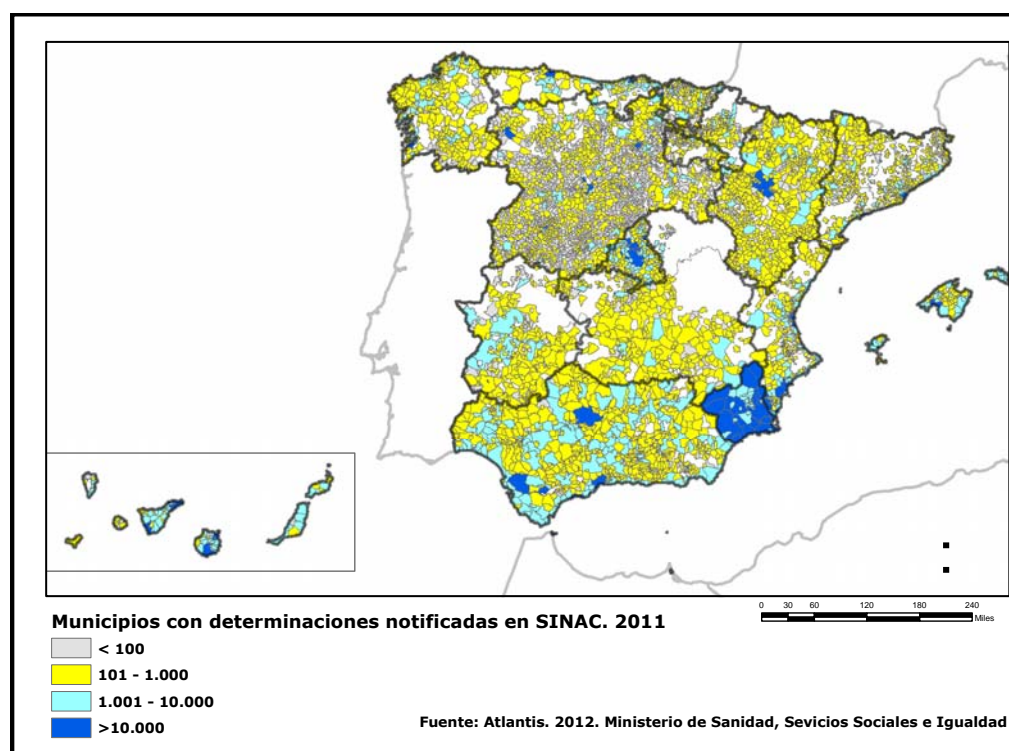 0 30 60 120 180 240
Miles
Municipios con determinaciones notificadas en SINAC. 2011
< 100
101 - 1.000
1.001 - 10.000
>10.000
Fuente: Atlantis. 2012. Ministerio de Sanidad, Sevicios Sociales e Igualdad